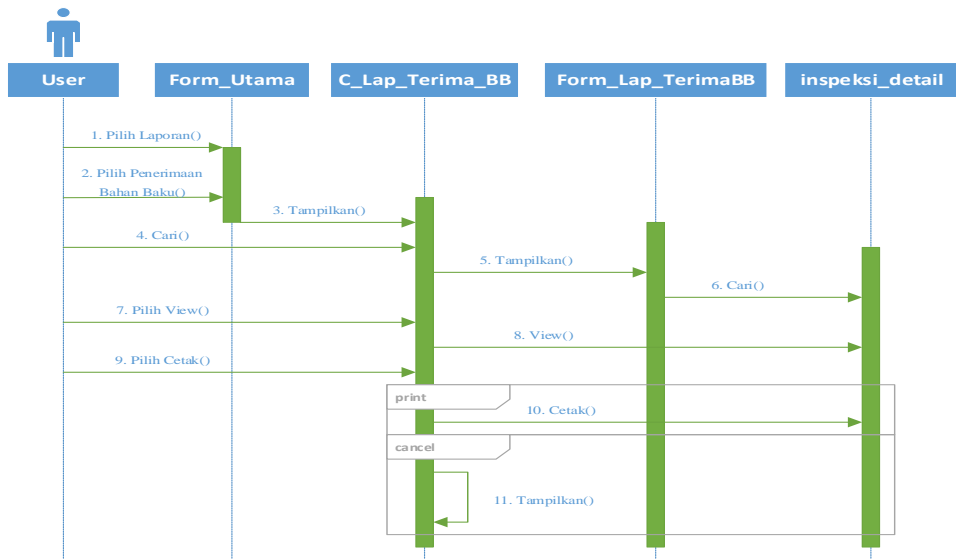 User
Form_Utama
C_Lap_Terima_BB
Form_Lap_TerimaBB
inspeksi_detail
1. Pilih Laporan()
2. Pilih Penerimaan
Bahan Baku()
3. Tampilkan()
4. Cari()
5. Tampilkan()
6. Cari()
7. Pilih View()
8. View()
9. Pilih Cetak()
print
10. Cetak()
cancel
11. Tampilkan()